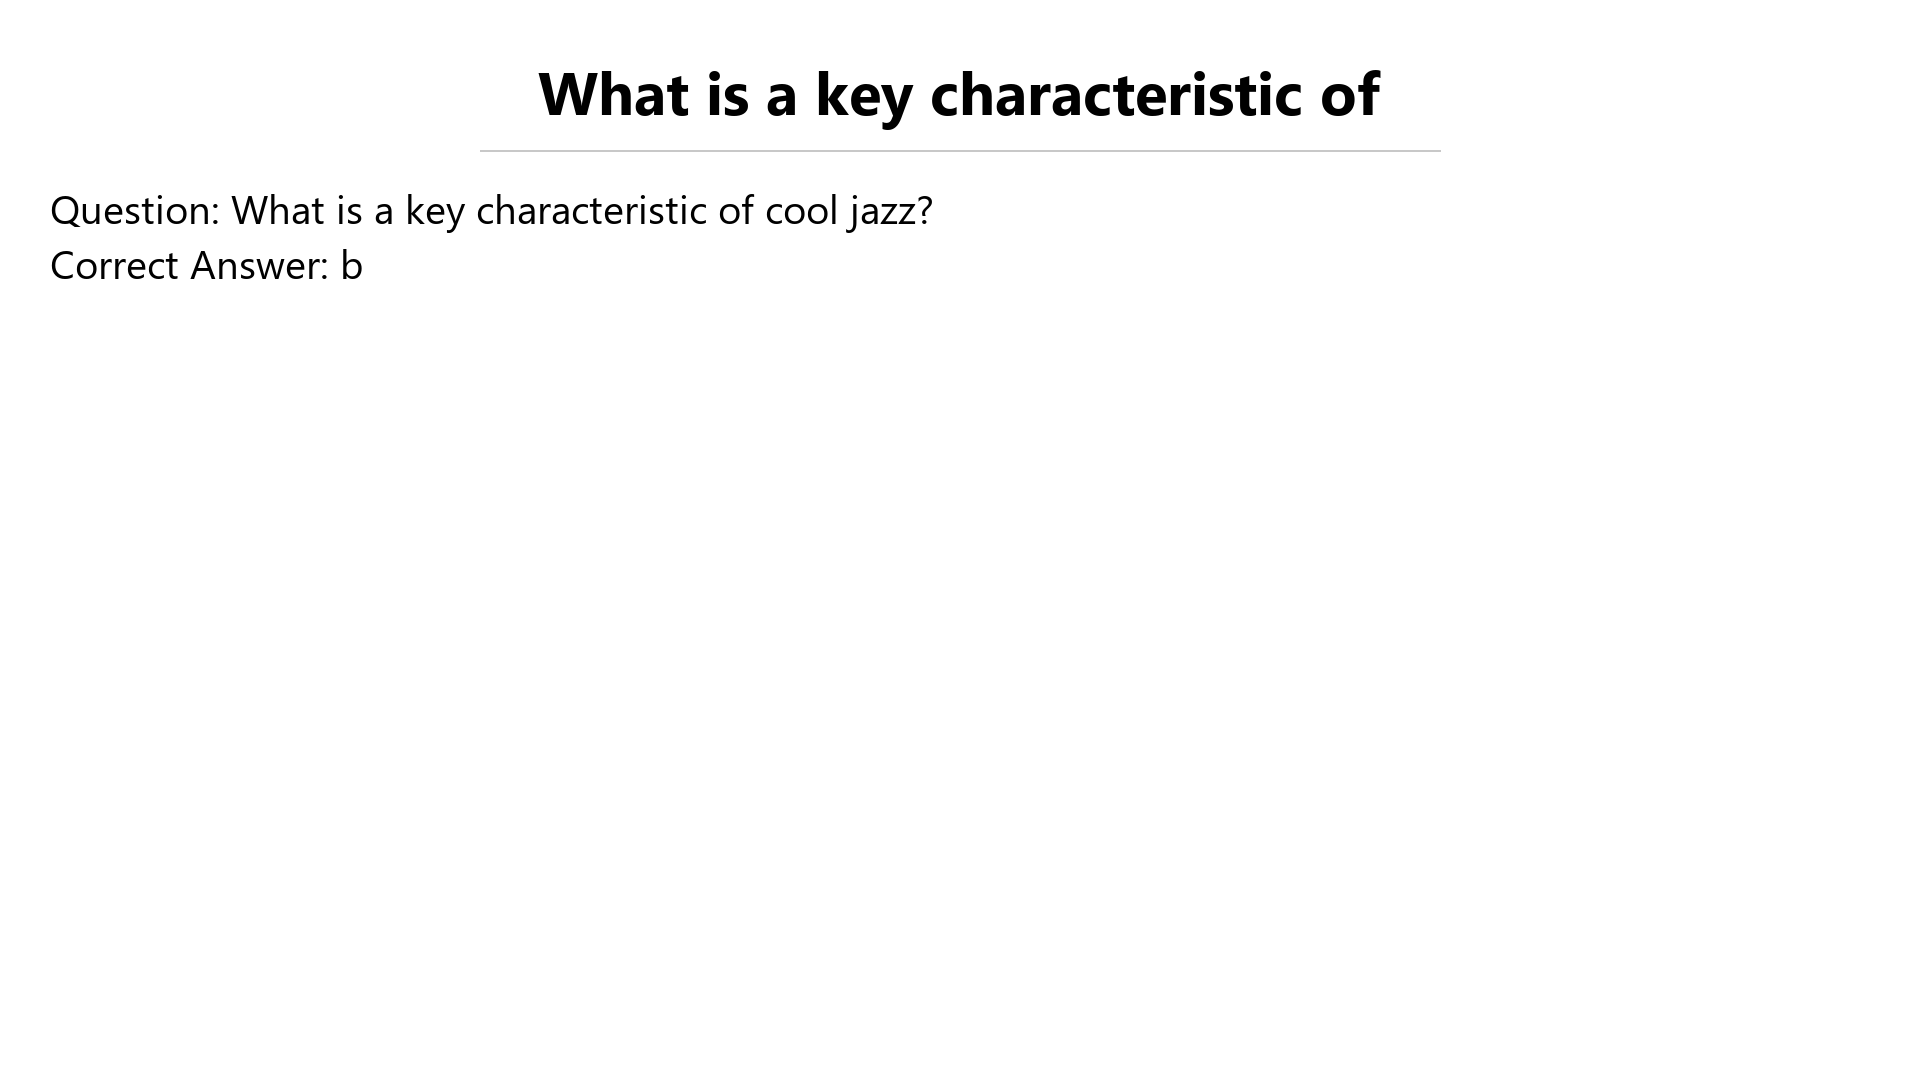 What is a key characteristic of
Question: What is a key characteristic of cool jazz?
Correct Answer: b